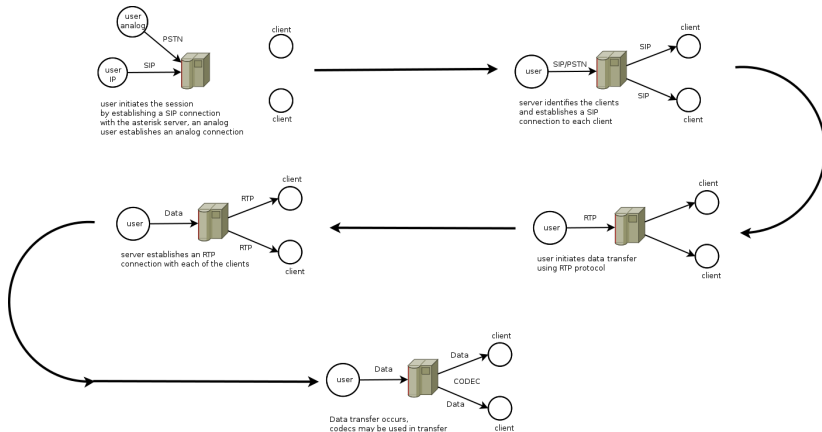 user
analog
PSTN
user
IP
SIP
client
client
user initiates the session
by establishing a SIP connection
with the asterisk server, an analog
user establishes an analog connection
user
SIP/PSTN
SIP
SIP
client
client
server identifies the clients
and establishes a SIP
connection to each client
user
RTP
client
client
user initiates data transfer
using RTP protocol
user
Data
RTP
RTP
client
client
server establishes an RTP
connection with each of the clients
user
Data
Data
CODEC
Data
client
client
Data transfer occurs,
codecs may be used in transfer